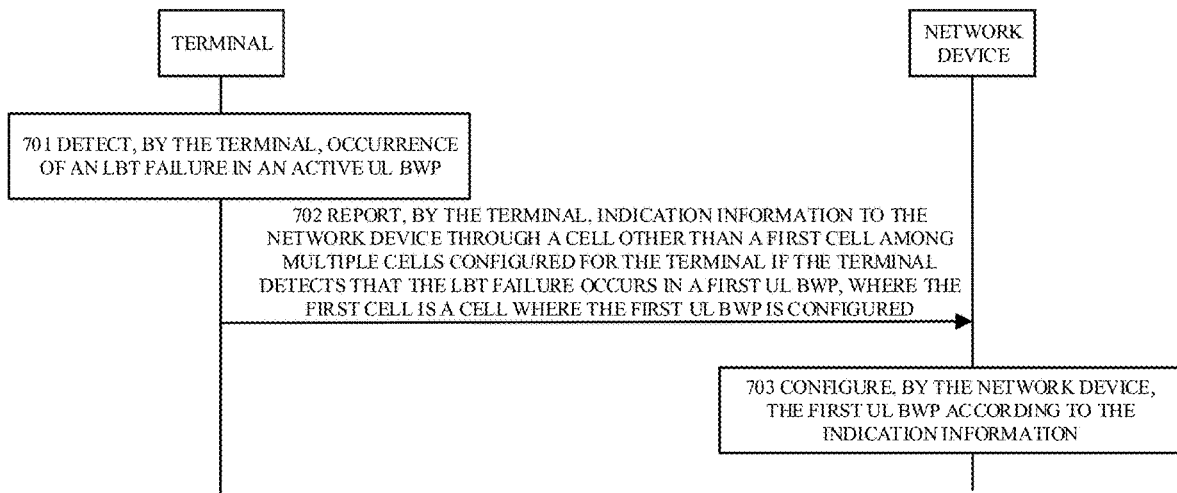 TERMINAL
NETWORK
DEVICE
701 DETECT, BY THE TERMINAL, OCCURRENCE
OF AN LBT FAILURE IN AN ACTIVE UL BWP
702 REPORT, BY THE TERMINAL, INDICATION INFORMATION TO THE
NETWORK DEVICE THROUGH A CELL OTHER THAN A FIRST CELL AMONG
MULTIPLE CELLS CONFIGURED FOR THE TERMINAL IF THE TERMINAL
DETECTS THAT THE LBT FAILURE OCCURS IN A FIRST UL BWP, WHERE THE
FIRST CELL IS A CELL WHERE THE FIRST UL BWP IS CONFIGURED
703 CONFIGURE, BY THE NETWORK DEVICE,
THE FIRST UL BWP ACCORDING TO THE
INDICATION INFORMATION